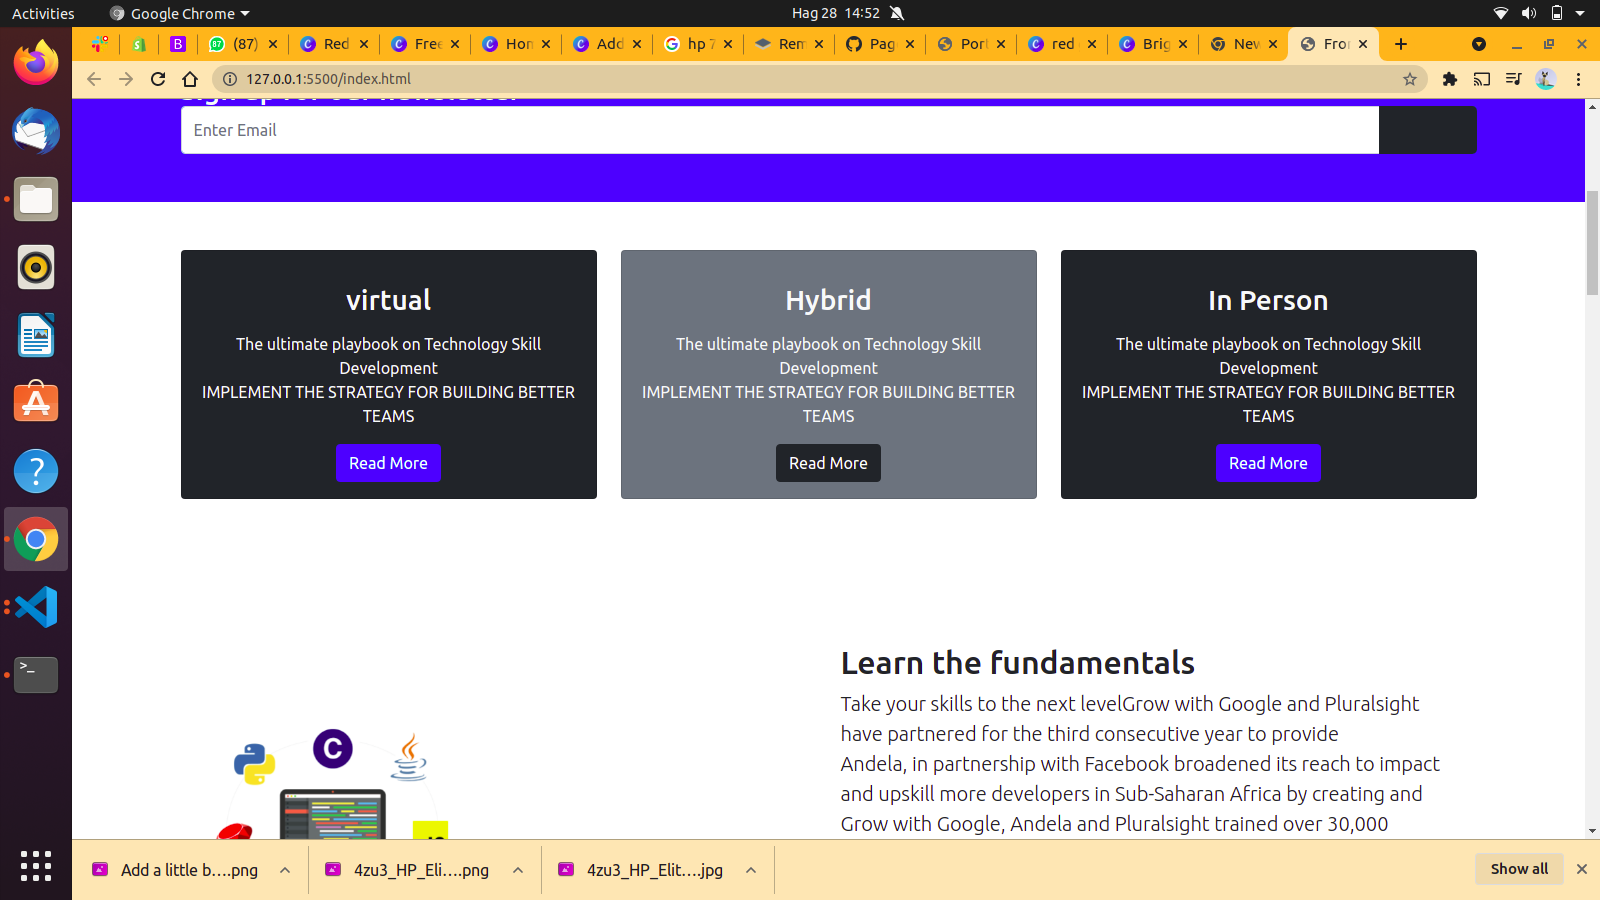 Activities
Google Chrome
Hag 28 14:52
(87)
Red
Free
Hon
Add
hp 7
Rem
Pag
Port
red
Brig
New
Fro
127.0.0.1:5500/index.html
Enter Email
virtual
The ultimate playbook on Technology Skill
Development
IMPLEMENT THE STRATEGY FOR BUILDING BETTER
TEAMS
Read More
Hybrid
The ultimate playbook on Technology Skill
Development
IMPLEMENT THE STRATEGY FOR BUILDING BETTER
TEAMS
Read More
In Person
The ultimate playbook on Technology Skill
Development
IMPLEMENT THE STRATEGY FOR BUILDING BETTER
TEAMS
Read More
Learn the fundamentals
Take your skills to the next levelGrow with Google and Pluralsight
have partnered for the third consecutive year to provide
Andela, in partnership with Facebook broadened its reach to impact
and upskill more developers in Sub-Saharan Africa by creating and
Grow with Google, Andela and Pluralsight trained over 30,000
C
Add a little b....png
4zu3_HP_Eli....png
4zu3_HP_Elit....jpg
Show all